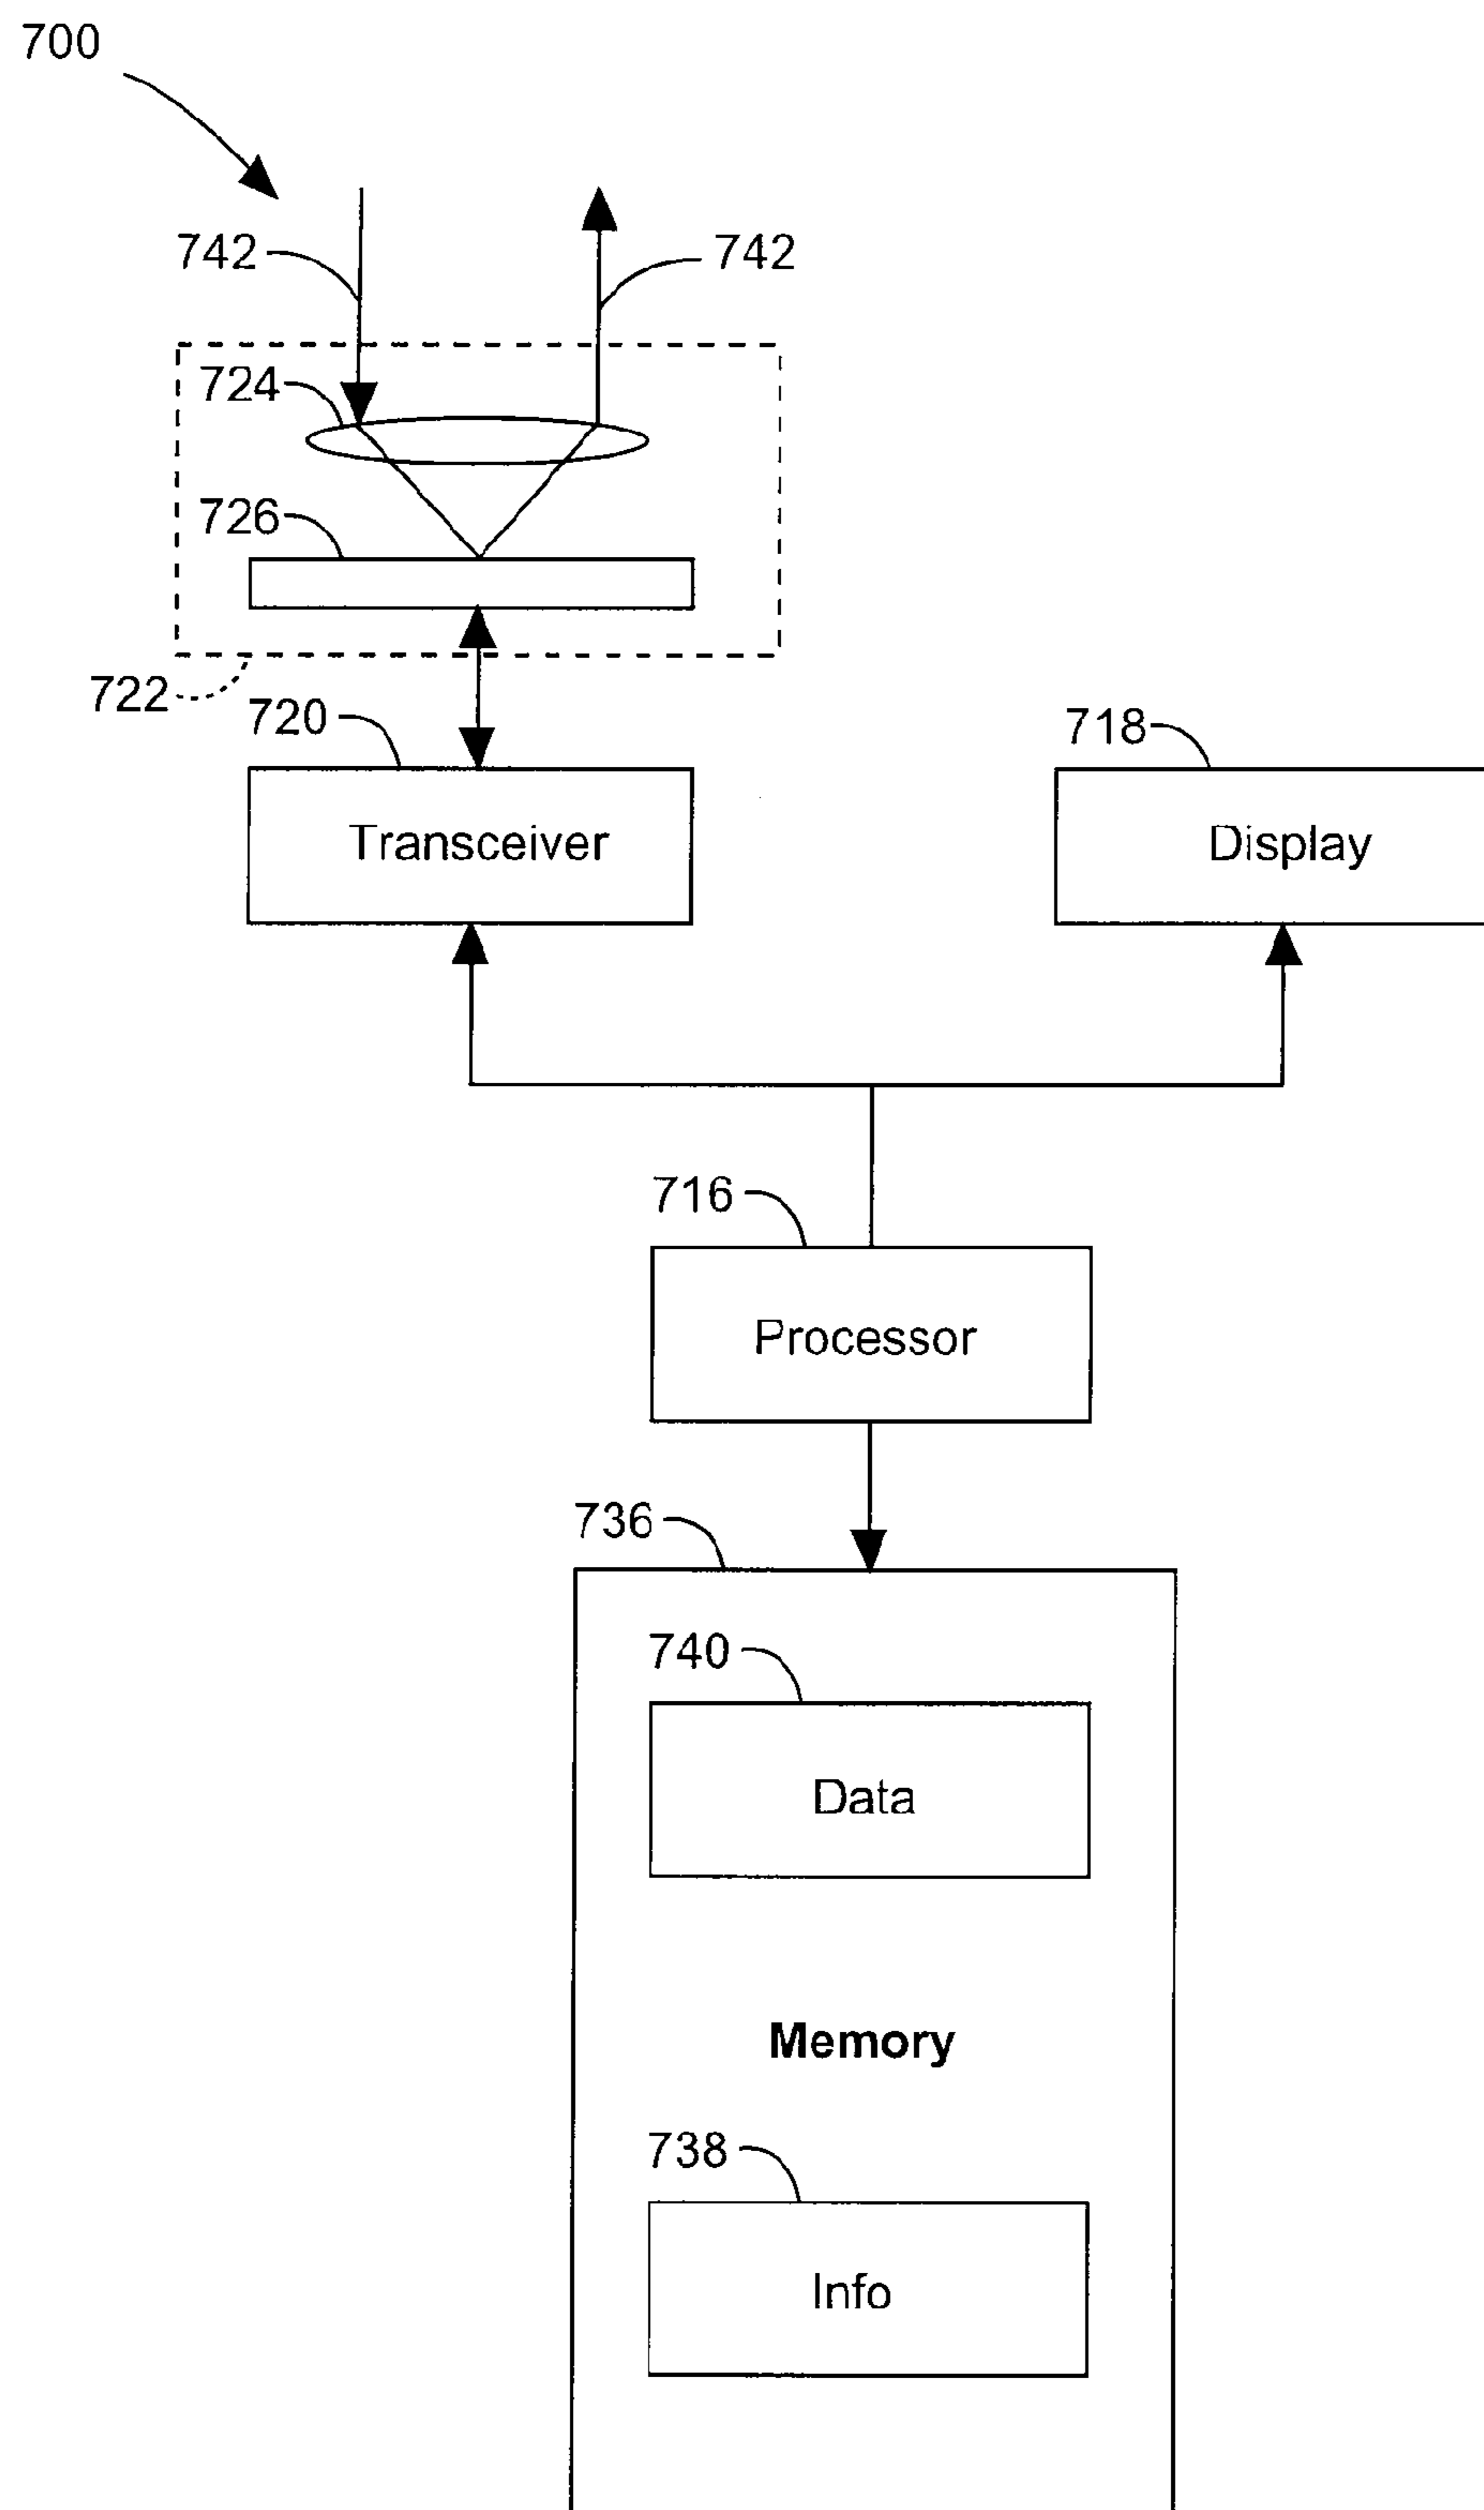 700
742
742
724
726
722
720
718
Transceiver
Display
716
Processor
736
740
Data
Memory
738
Info